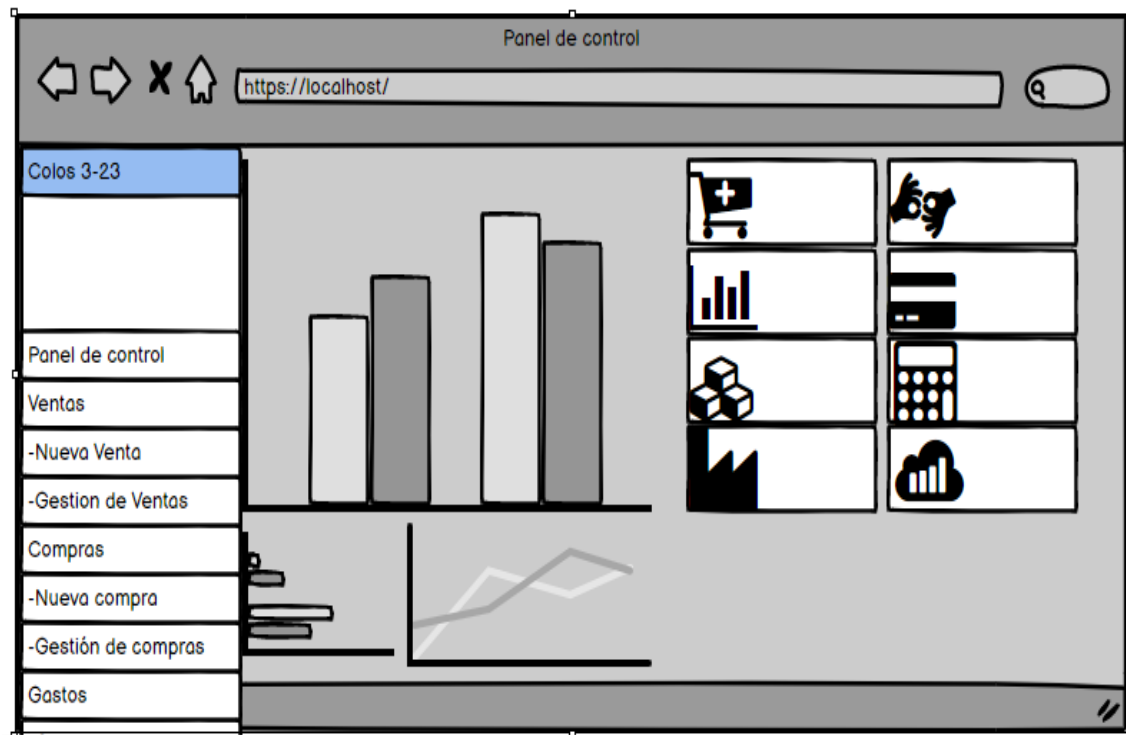 Panel de control
https://localhost/
Colos 3-23
Panel de control
Ventas
-Nueva Venta
-Gestion de Ventas
Compras
-Nueva compra
-Gestión de compras
Gastos